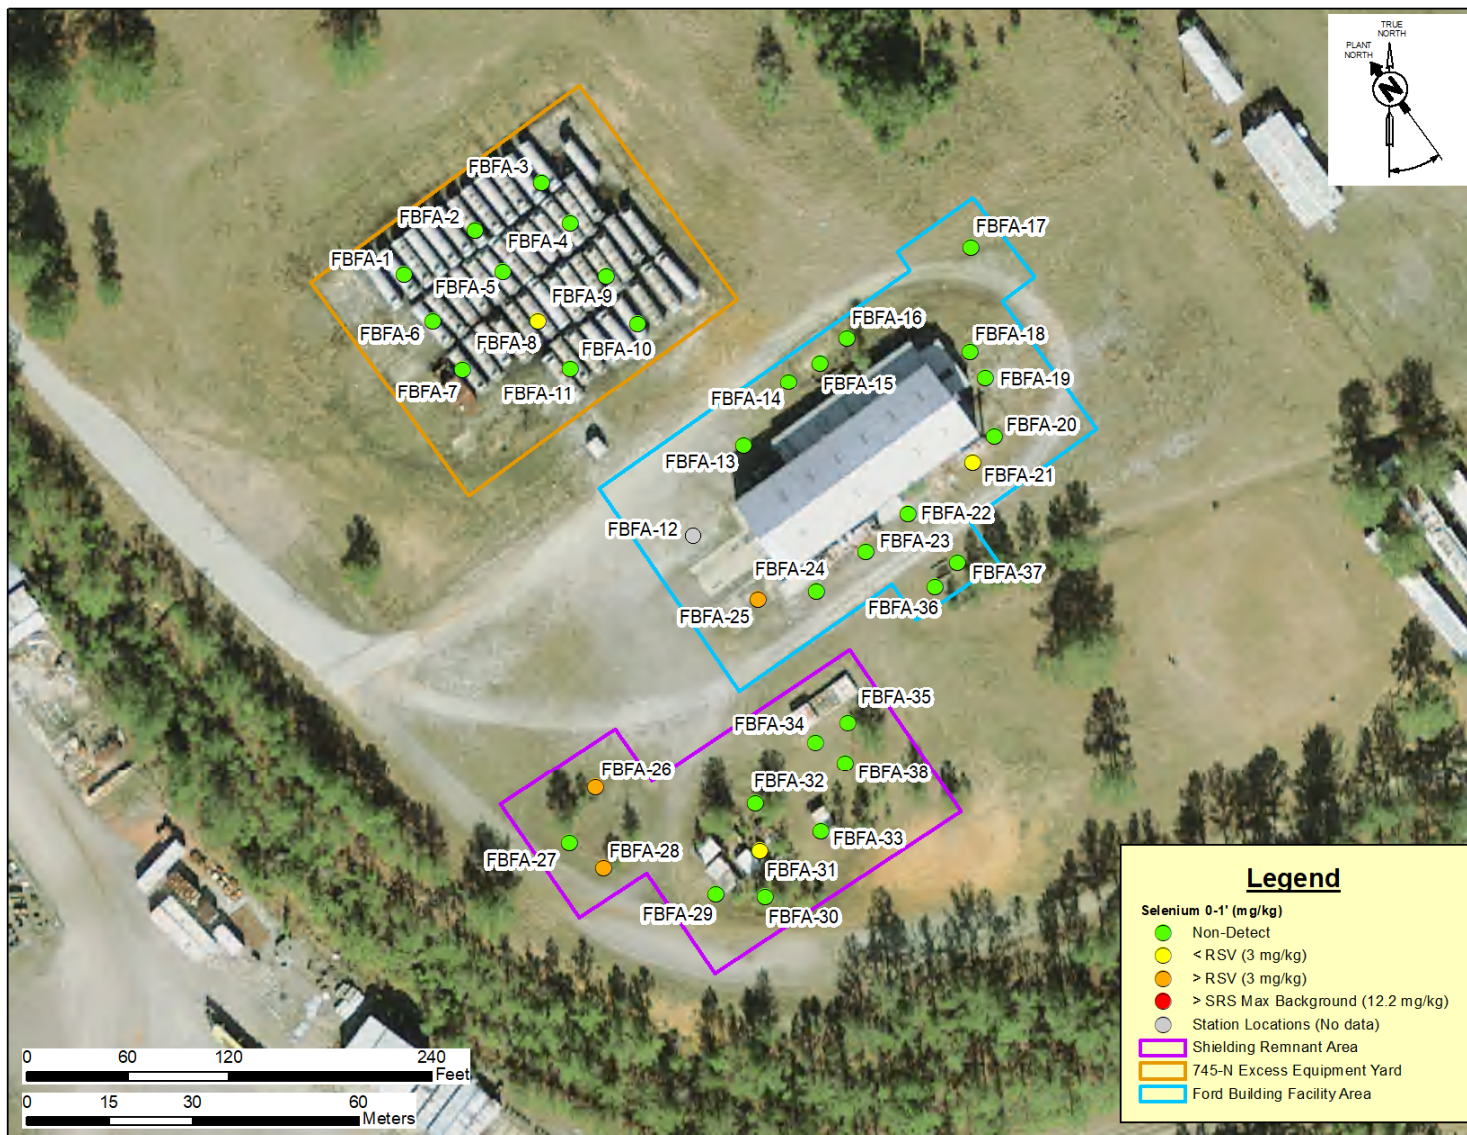 TRUE
NORTH
PLANT
NORTH
N
FBFA-3
FBFA-2
FBFA-4
FBFA-17
FBFA-1
FBFA-5
FBFA-9
FBFA-6
FBFA-8
FBFA-10
FBFA-16
FBFA-18
FBFA-7
FBFA-11
FBFA-15
FBFA-19
FBFA-14
FBFA-20
FBFA-13
FBFA-21
FBFA-12
FBFA-22
FBFA-23
FBFA-24
FBFA-37
FBFA-25
FBFA-36
FBFA-35
FBFA-34
FBFA-26
FBFA-38
FBFA-32
FBFA-33
FBFA-27
FBFA-28
FBFA-31
FBFA-29
FBFA-30
Legend
Selenium 0-1' (mg/kg)
Non-Detect
< RSV (3 mg/kg)
> RSV (3 mg/kg)
> SRS Max Background (12.2 mg/kg)
Station Locations (No data)
Shielding Remnant Area
745-N Excess Equipment Yard
Ford Building Facility Area
0 60 120 240
Feet
0 15 30 60
Meters